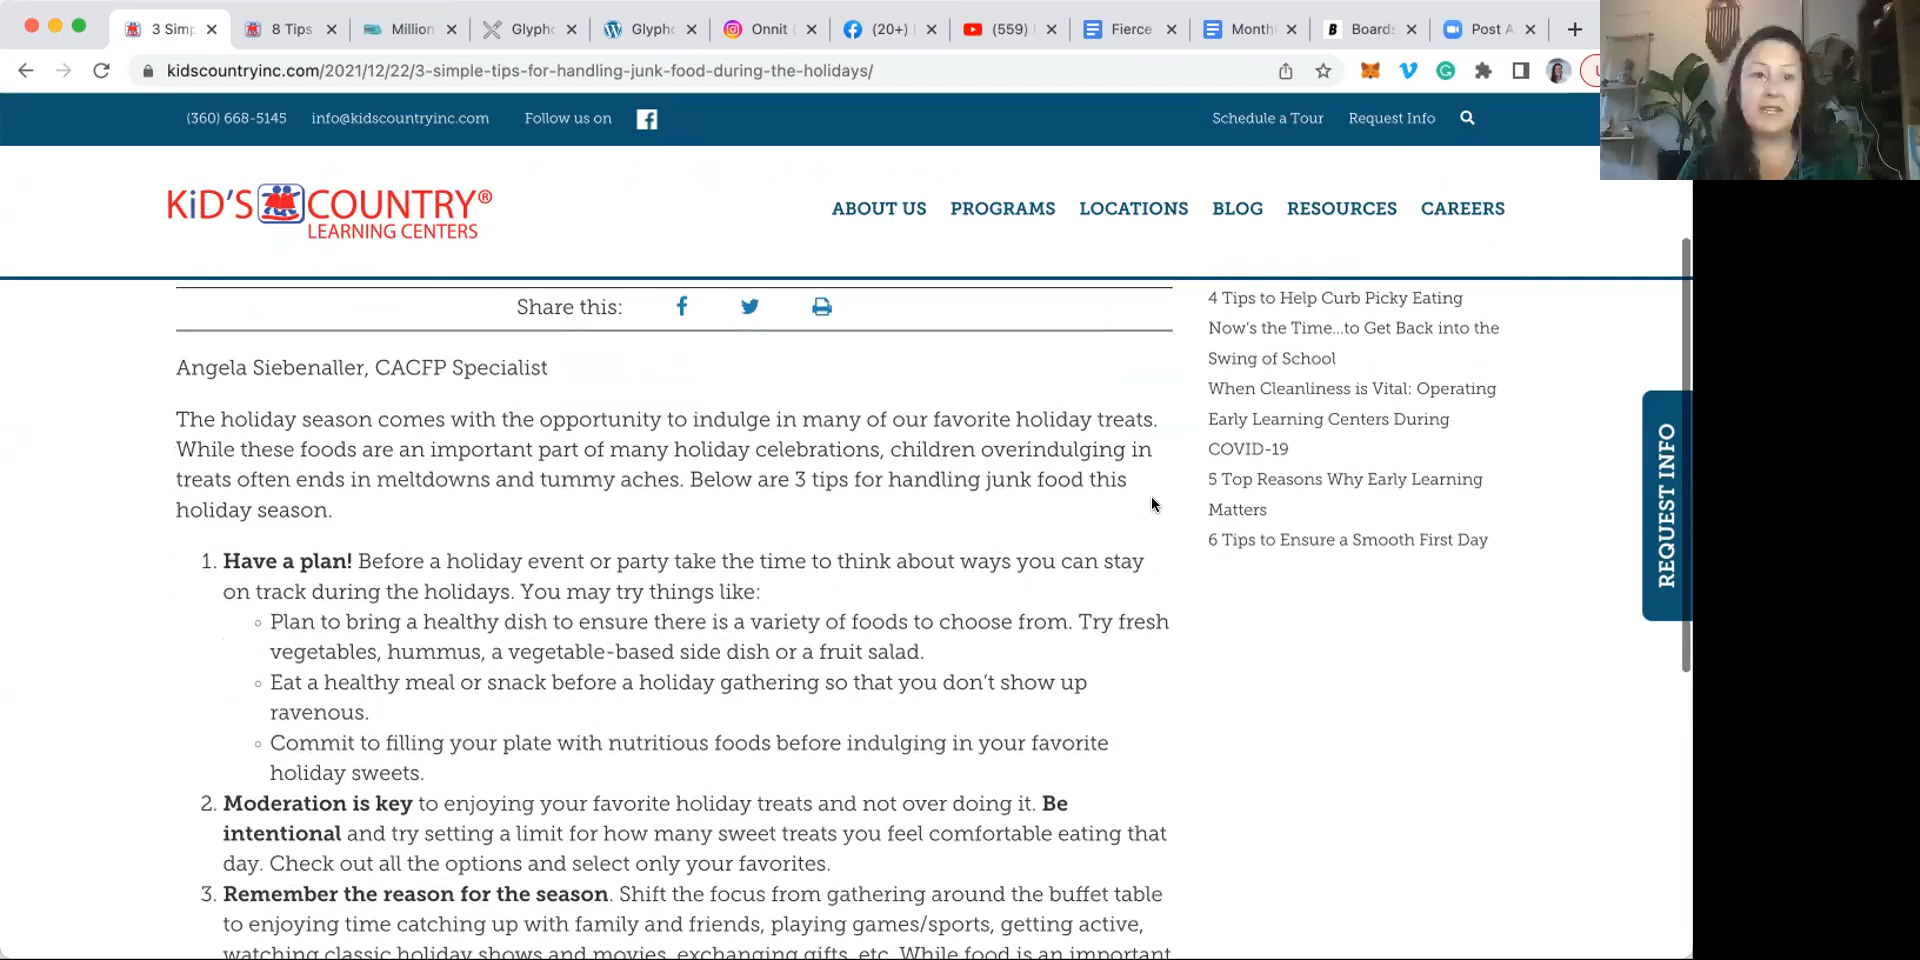 3 Simp
8 Tips
Million
Glyph
Glyph
Onnit
(20+)
(559)
Fierce
Month
Board
Post A
kidscountryinc.com/2021/12/22/3-simple-tips-for-handling-junk-food-during-the-holidays/
(360) 668-5145 info@kidscountryinc.com Follow us on
Schedule a Tour Request Info
KiD'S COUNTRY®
LEARNING CENTERS
ABOUT US PROGRAMS LOCATIONS BLOG RESOURCES CAREERS
Share this:
Angela Siebenaller, CACFP Specialist
The holiday season comes with the opportunity to indulge in many of our favorite holiday treats.
While these foods are an important part of many holiday celebrations, children overindulging in
treats often ends in meltdowns and tummy aches. Below are 3 tips for handling junk food this
holiday season.
1. Have a plan! Before a holiday event or party take the time to think about ways you can stay
on track during the holidays. You may try things like:
◦ Plan to bring a healthy dish to ensure there is a variety of foods to choose from. Try fresh
vegetables, hummus, a vegetable-based side dish or a fruit salad.
◦ Eat a healthy meal or snack before a holiday gathering so that you don't show up
ravenous.
◦ Commit to filling your plate with nutritious foods before indulging in your favorite
holiday sweets.
2. Moderation is key to enjoying your favorite holiday treats and not over doing it. Be
intentional and try setting a limit for how many sweet treats you feel comfortable eating that
day. Check out all the options and select only your favorites.
3. Remember the reason for the season. Shift the focus from gathering around the buffet table
to enjoying time catching up with family and friends, playing games/sports, getting active,
watching classic holiday shows and movies, exchanging gifts, etc. While food is an important
4 Tips to Help Curb Picky Eating
Now's the Time...to Get Back into the
Swing of School
When Cleanliness is Vital: Operating
Early Learning Centers During
COVID-19
5 Top Reasons Why Early Learning
Matters
6 Tips to Ensure a Smooth First Day
REQUEST INFO